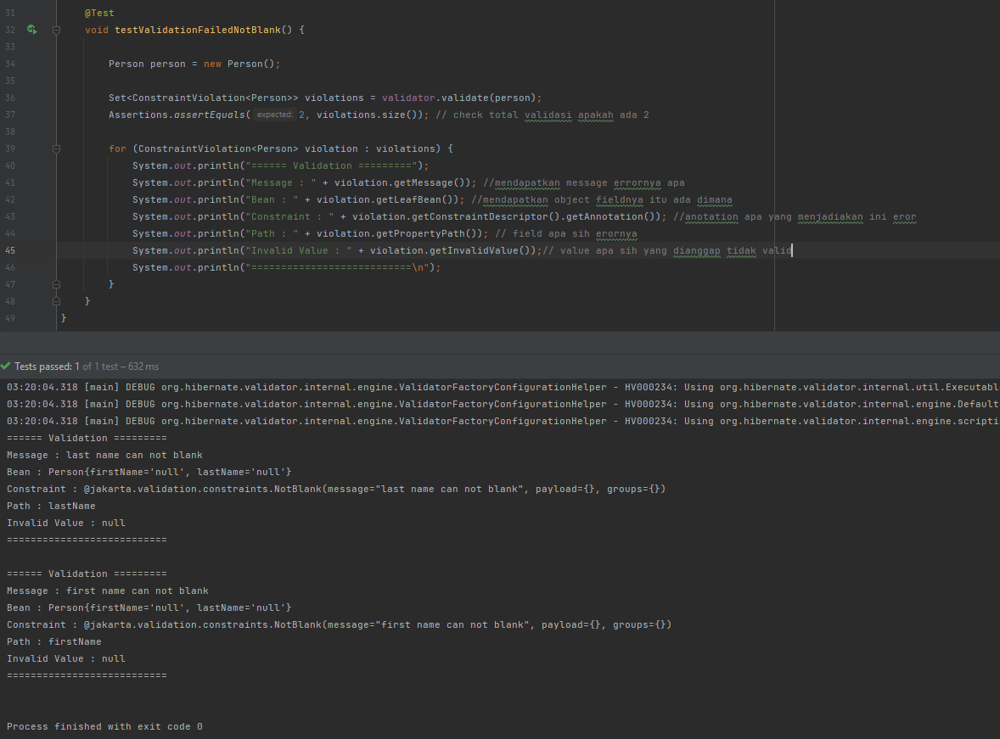 31 @Test
32 void testValidationFailedNotBlank() {
33
34 Person person = new Person();
35
36 Set<ConstraintViolation<Person>> violations = validator.validate(person);
37 Assertions.assertEquals( expected: 2, violations.size()); // check total validasi apakah ada 2
38
39 for (ConstraintViolation<Person> violation : violations) {
40 System.out.println("====== Validation =========");
41 System.out.println("Message : " + violation.getMessage()); //mendapatkan message errornya apa
42 System.out.println("Bean : " + violation.getLeafBean()); //mendapatkan object fieldnya itu ada dimana
43 System.out.println("Constraint : " + violation.getConstraintDescriptor().getAnnotation()); //anotation apa yang menjadiakan ini eror
44 System.out.println("Path : " + violation.getPropertyPath()); // field apa sih erornya
45 System.out.println("Invalid Value : " + violation.getInvalidValue());// value apa sih yang dianggap tidak valid
46 System.out.println("===========================\n");
47 }
48 }
49 }
Tests passed: 1 of 1 test – 632 ms
03:20:04.318 [main] DEBUG org.hibernate.validator.internal.engine.ValidatorFactoryConfigurationHelper - HV000234: Using org.hibernate.validator.internal.util.Executabl
03:20:04.318 [main] DEBUG org.hibernate.validator.internal.engine.ValidatorFactoryConfigurationHelper - HV000234: Using org.hibernate.validator.internal.engine.Default
03:20:04.318 [main] DEBUG org.hibernate.validator.internal.engine.ValidatorFactoryConfigurationHelper - HV000234: Using org.hibernate.validator.internal.engine.scripti
====== Validation =========
Message : last name can not blank
Bean : Person{firstName='null', lastName='null'}
Constraint : @jakarta.validation.constraints.NotBlank(message="last name can not blank", payload={}, groups={})
Path : lastName
Invalid Value : null
===========================
====== Validation =========
Message : first name can not blank
Bean : Person{firstName='null', lastName='null'}
Constraint : @jakarta.validation.constraints.NotBlank(message="first name can not blank", payload={}, groups={})
Path : firstName
Invalid Value : null
===========================
Process finished with exit code 0